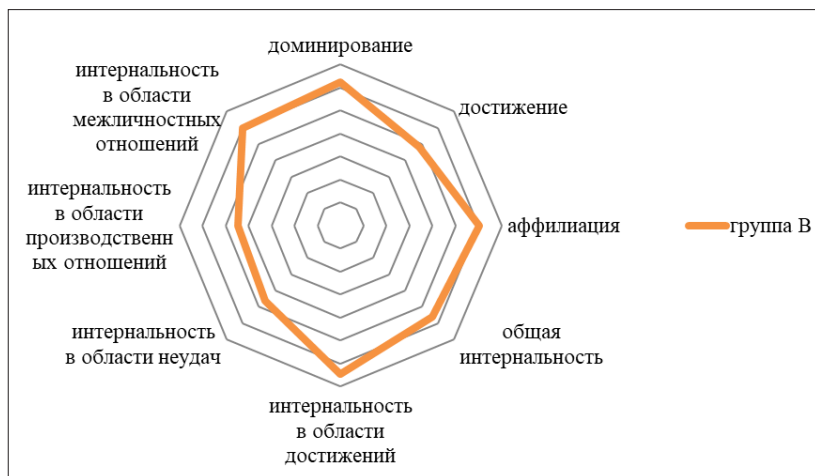 доминирование
достижение
аффилиация
общая
интернальность
интернальность
в области
достижений
интернальность
в области неудач
интернальность
в области
производственн
ых отношений
интернальность
в области
межличностных
отношений
группа В